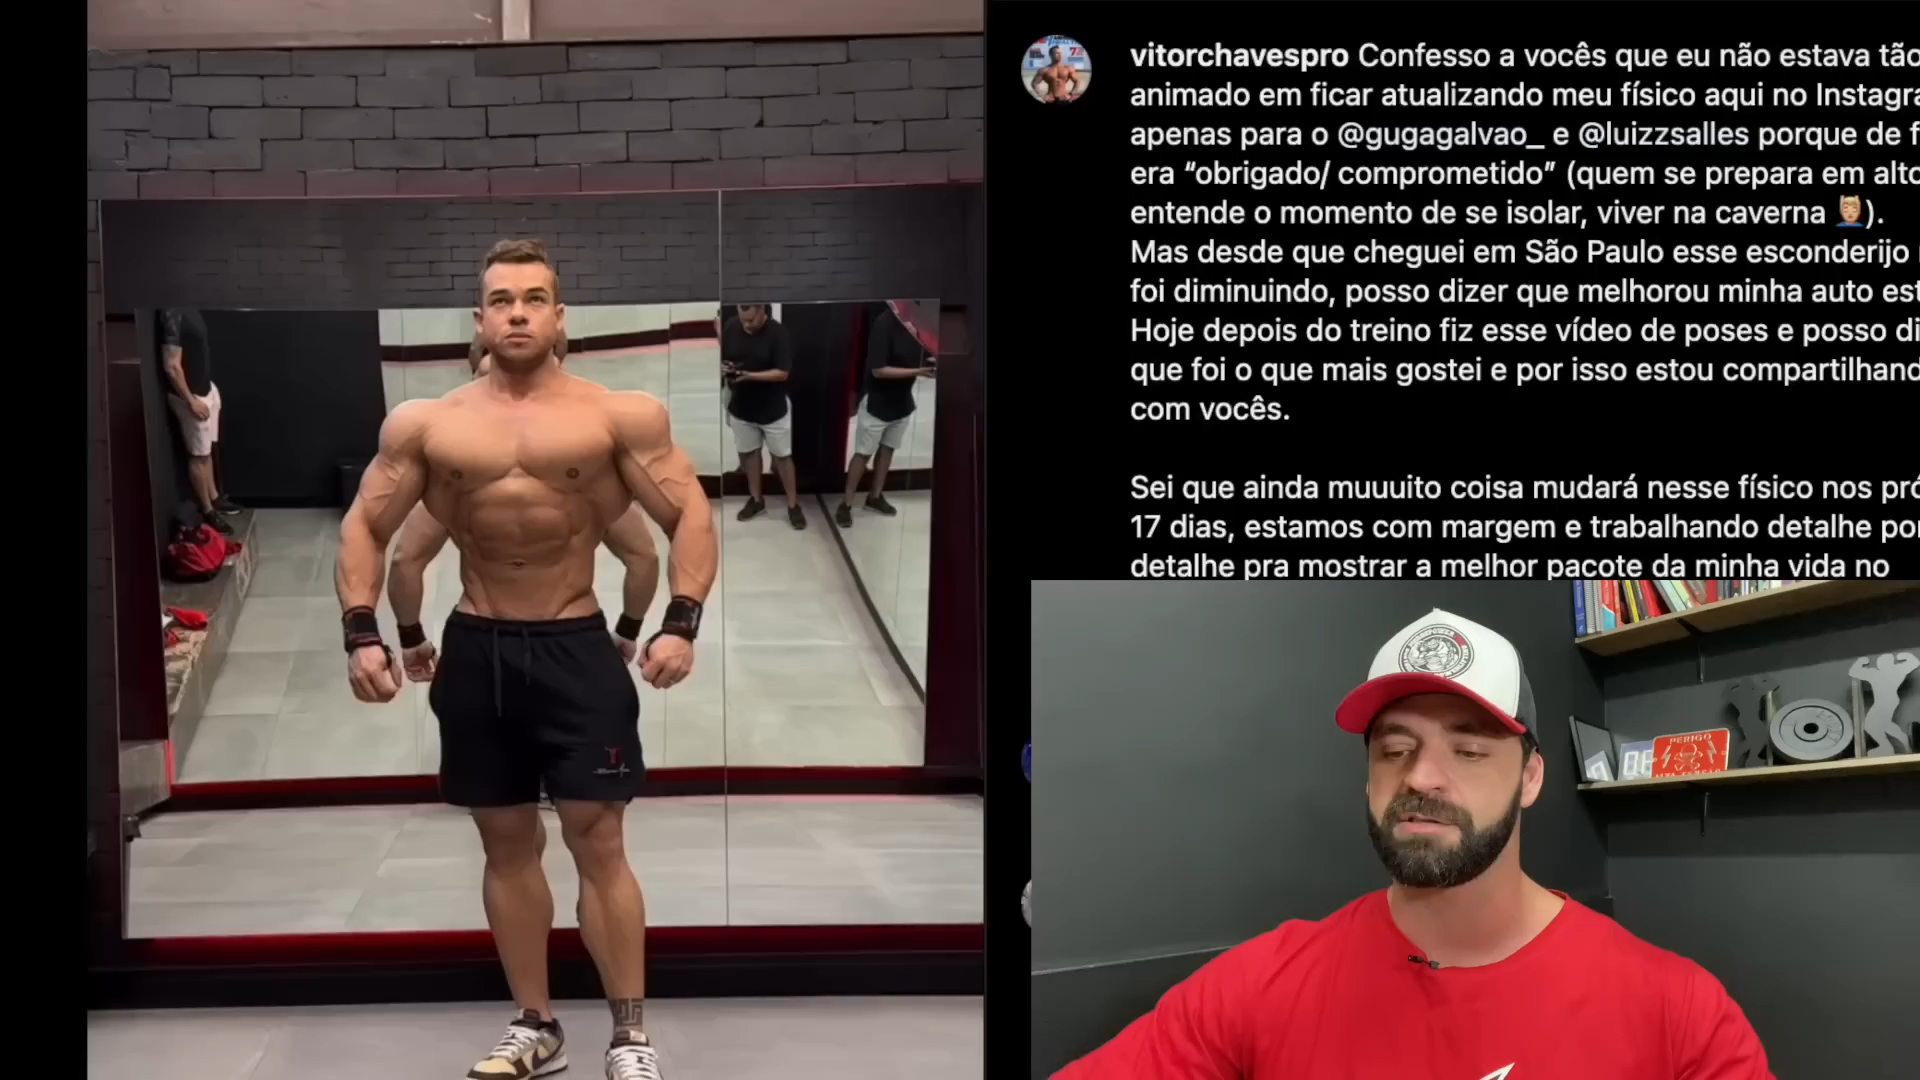 vitorchavespro Confesso a vocês que eu não estava tão
animado em ficar atualizando meu físico aqui no Instagra
apenas para o @gugagalvao_ e @luizzsalles porque de f
era “obrigado/ comprometido” (quem se prepara em alto
entende o momento de se isolar, viver na caverna 💆🏼‍♂️).
Mas desde que cheguei em São Paulo esse esconderijo
foi diminuindo, posso dizer que melhorou minha auto est
Hoje depois do treino fiz esse vídeo de poses e posso di
que foi o que mais gostei e por isso estou compartilhand
com vocês.
Sei que ainda muuuito coisa mudará nesse físico nos pró
17 dias, estamos com margem e trabalhando detalhe por
detalhe pra mostrar a melhor pacote da minha vida no
PERIGO